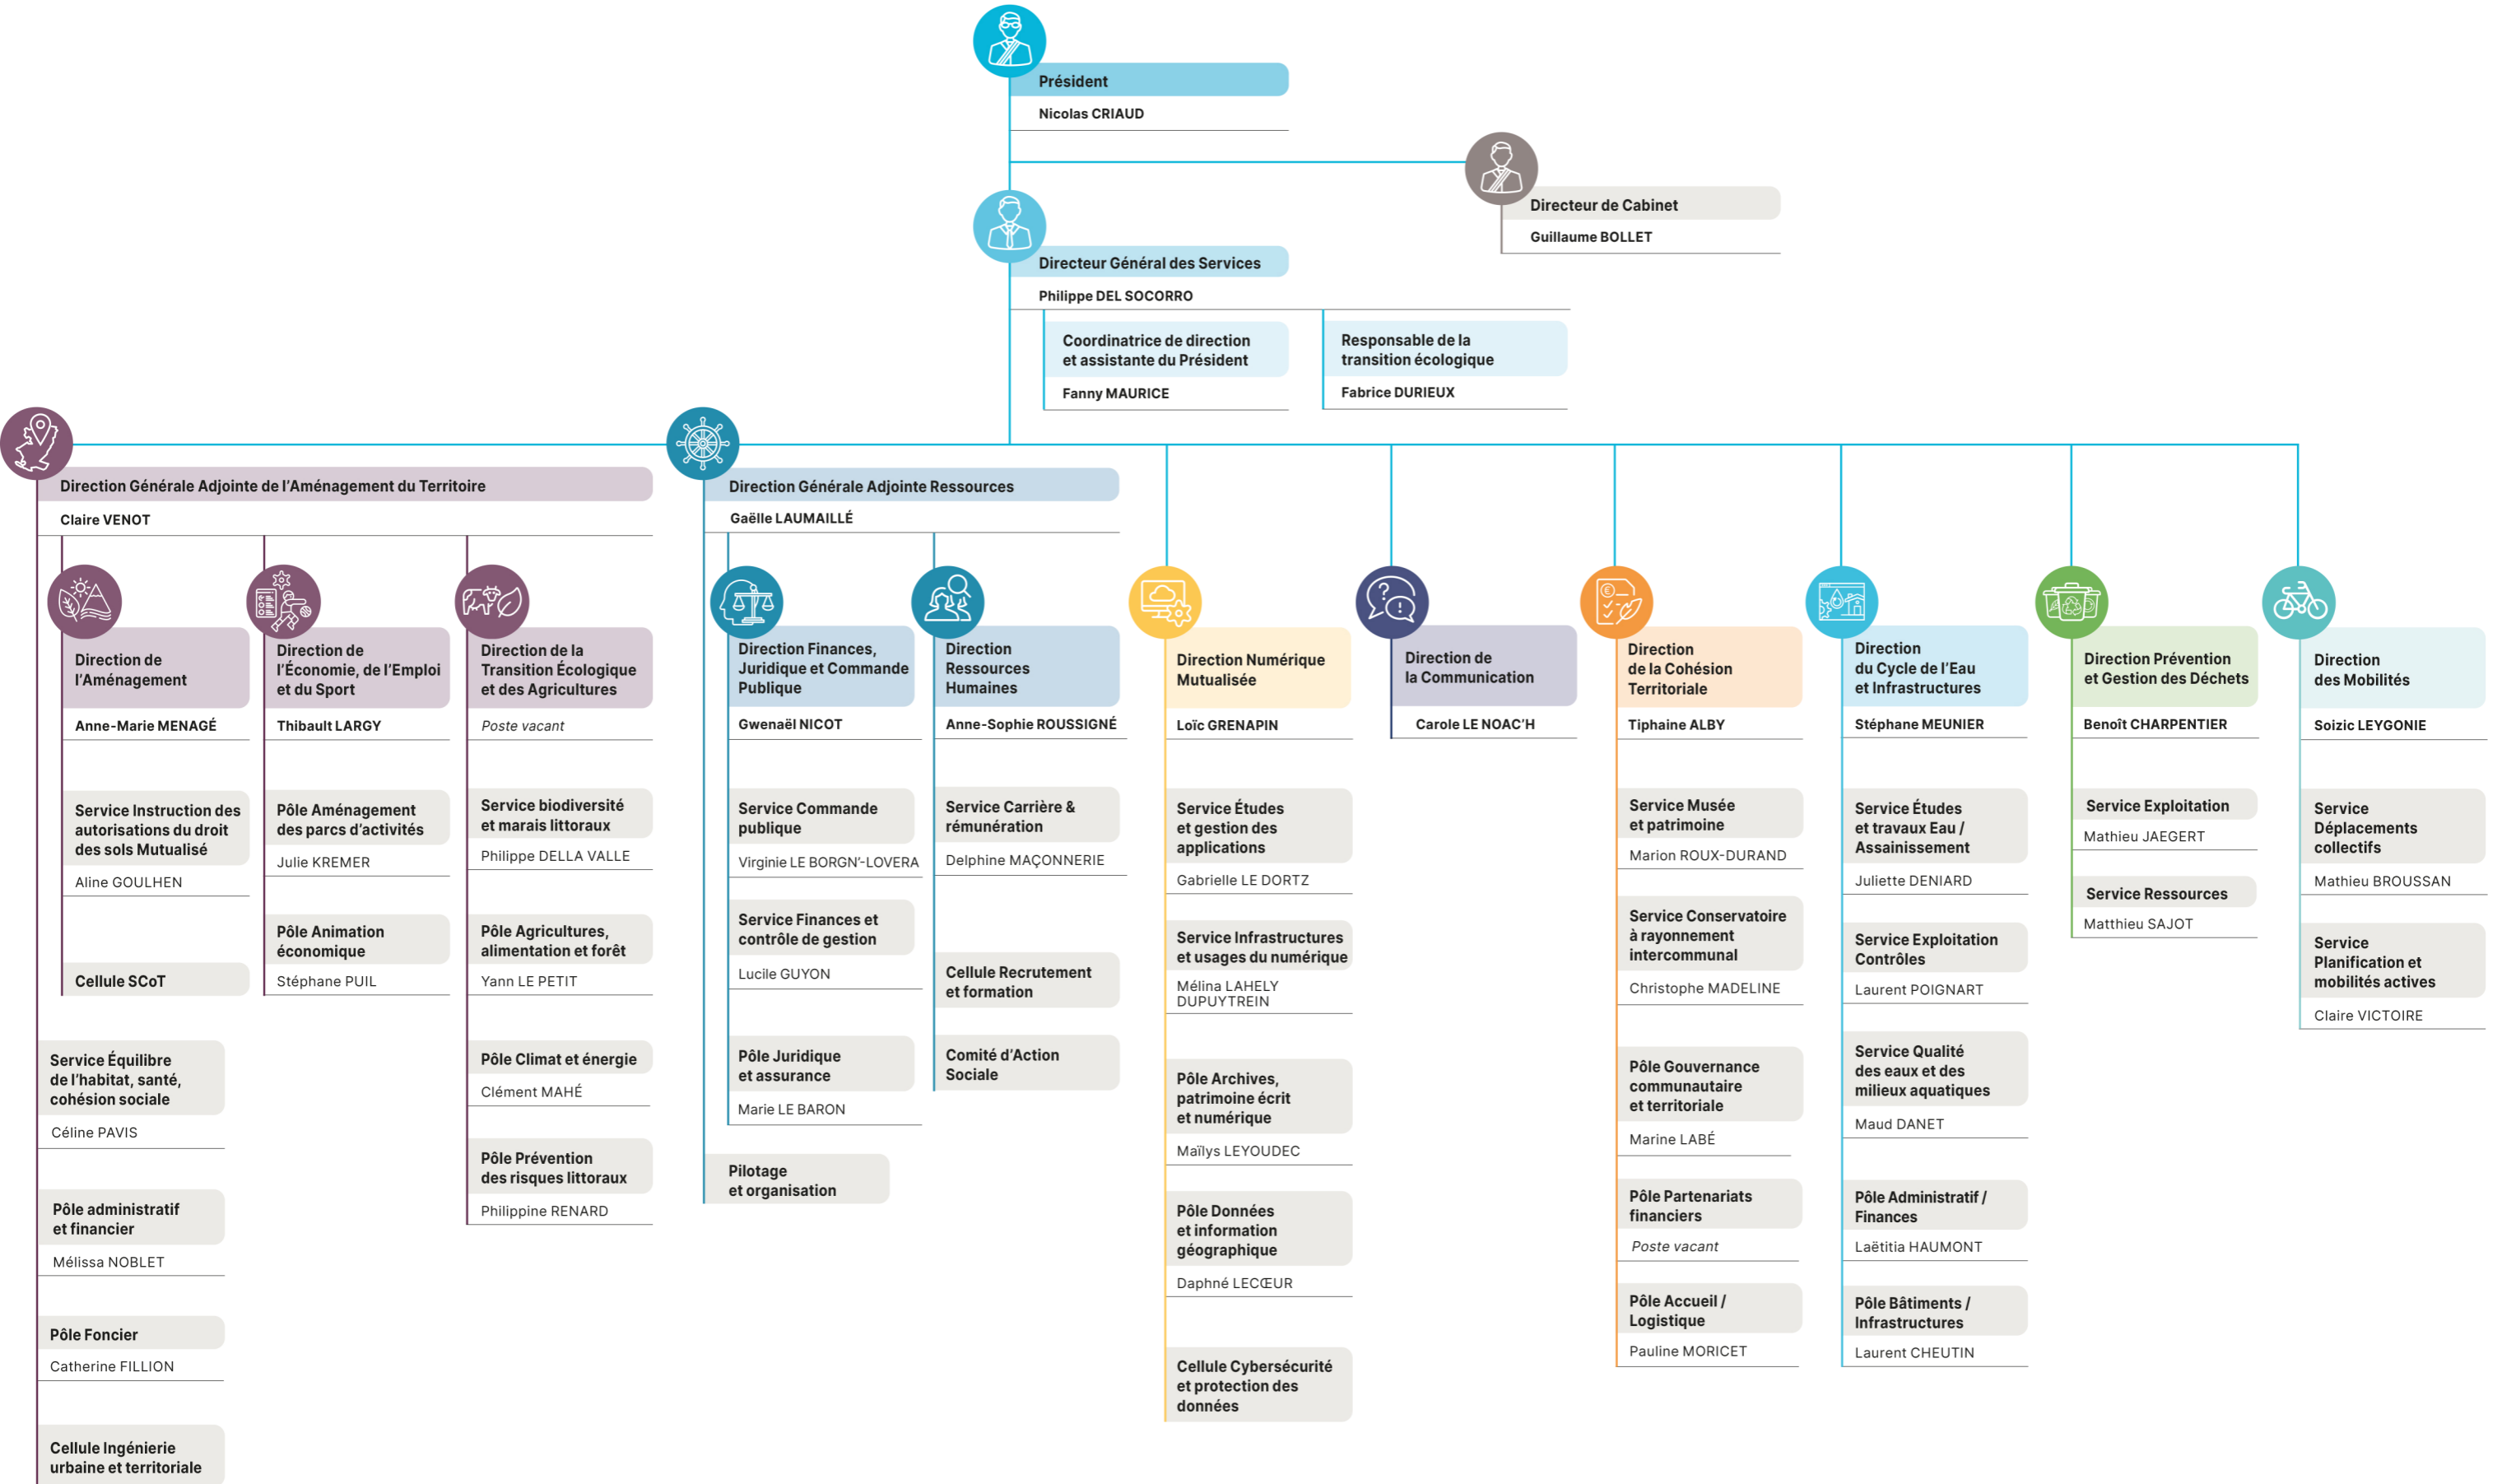 Président
Nicolas CRIAUD
Directeur de Cabinet
Guillaume BOLLET
Directeur Général des Services
Philippe DEL SOCORRO
Coordinatrice de direction
et assistante du Président
Fanny MAURICE
Responsable de la
transition écologique
Fabrice DURIEUX
Direction Générale Adjointe de l'Aménagement du Territoire
Claire VENOT
Direction de
l'Aménagement
Anne-Marie MENAGÉ
Service Instruction des
autorisations du droit
des sols Mutualisé
Aline GOULHEN
Cellule SCoT
Direction de
l'Économie, de l'Emploi
et du Sport
Thibault LARGY
Pôle Aménagement
des parcs d'activités
Julie KREMER
Pôle Animation
économique
Stéphane PUIL
Direction de la
Transition Écologique
et des Agricultures
Poste vacant
Service biodiversité
et marais littoraux
Philippe DELLA VALLE
Pôle Agricultures,
alimentation et forêt
Yann LE PETIT
Pôle Climat et énergie
Clément MAHÉ
Pôle Prévention
des risques littoraux
Philippine RENARD
Service Équilibre
de l'habitat, santé,
cohésion sociale
Céline PAVIS
Pôle administratif
et financier
Mélissa NOBLET
Pôle Foncier
Catherine FILLION
Cellule Ingénierie
urbaine et territoriale
Direction Générale Adjointe Ressources
Gaëlle LAUMAILLÉ
Direction Finances,
Juridique et Commande
Publique
Gwenaël NICOT
Service Commande
publique
Virginie LE BORGN'-LOVERA
Service Finances et
contrôle de gestion
Lucile GUYON
Pôle Juridique
et assurance
Marie LE BARON
Direction
Ressources
Humaines
Anne-Sophie ROUSSIGNÉ
Service Carrière &
rémunération
Delphine MAÇONNERIE
Cellule Recrutement
et formation
Comité d'Action
Sociale
Pilotage
et organisation
Direction Numérique
Mutualisée
Loïc GRENAPIN
Service Études
et gestion des
applications
Gabrielle LE DORTZ
Service Infrastructures
et usages du numérique
Mélina LAHELY
DUPUYTREIN
Pôle Archives,
patrimoine écrit
et numérique
Maïlys LEYOUDEC
Pôle Données
et information
géographique
Daphné LECŒUR
Cellule Cybersécurité
et protection des
données
Direction de
la Communication
Carole LE NOAC'H
Direction
de la Cohésion
Territoriale
Tiphaine ALBY
Service Musée
et patrimoine
Marion ROUX-DURAND
Service Conservatoire
à rayonnement
intercommunal
Christophe MADELINE
Pôle Gouvernance
communautaire
et territoriale
Marine LABÉ
Pôle Partenariats
financiers
Poste vacant
Pôle Accueil /
Logistique
Pauline MORICET
Direction
du Cycle de l'Eau
et Infrastructures
Stéphane MEUNIER
Service Études
et travaux Eau /
Assainissement
Juliette DENIARD
Service Exploitation
Contrôles
Laurent POIGNART
Service Qualité
des eaux et des
milieux aquatiques
Maud DANET
Pôle Administratif /
Finances
Laëtitia HAUMONT
Pôle Bâtiments /
Infrastructures
Laurent CHEUTIN
Direction Prévention
et Gestion des Déchets
Benoît CHARPENTIER
Service Exploitation
Mathieu JAEGERT
Service Ressources
Matthieu SAJOT
Direction
des Mobilités
Soizic LEYGONIE
Service
Déplacements
collectifs
Mathieu BROUSSAN
Service
Planification et
mobilités actives
Claire VICTOIRE